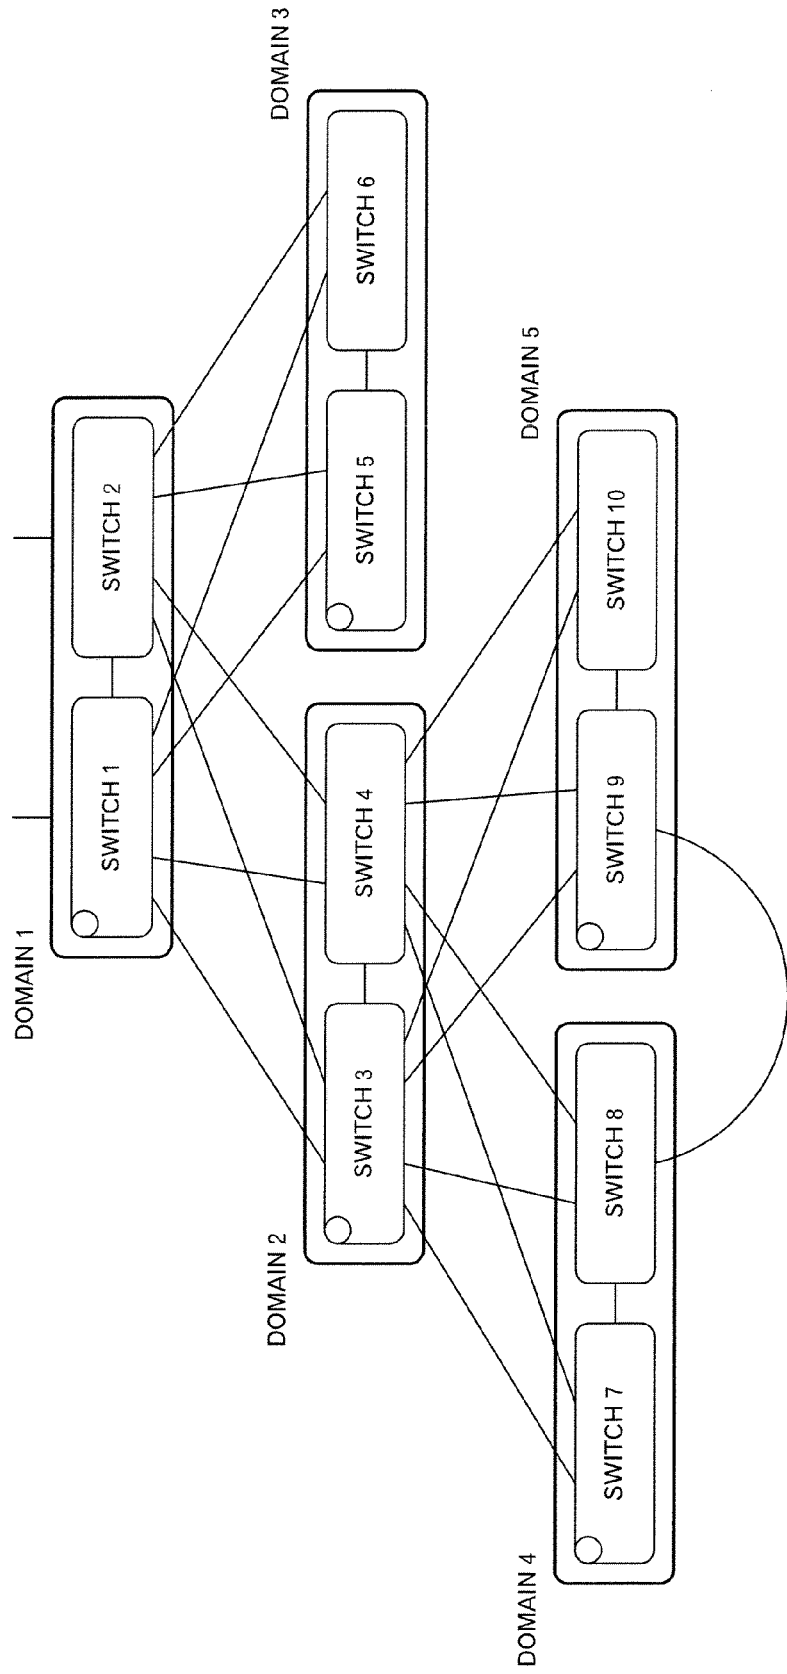 DOMAIN 1
SWITCH 1
SWITCH 2
DOMAIN 2
SWITCH 3
SWITCH 4
DOMAIN 3
SWITCH 5
SWITCH 6
DOMAIN 4
SWITCH 7
SWITCH 8
DOMAIN 5
SWITCH 9
SWITCH 10